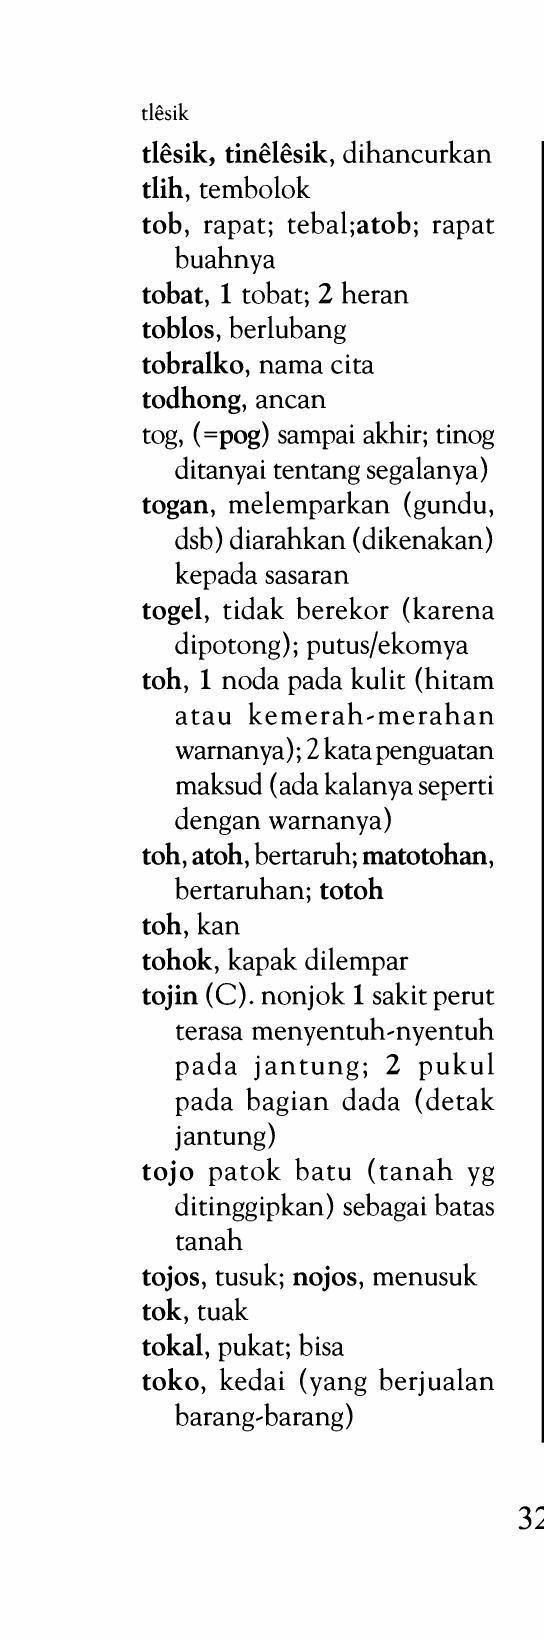 tlêsik
tlêsik, tinêlêsik, dihancurkan
tlih, tembolok
tob, rapat; tebal;atob; rapat
buahnya
tobat, 1 tobat; 2 heran
toblos, berlubang
tobralko, nama cita
todhong, ancan
tog, (=pog) sampai akhir; tinog
ditanyai tentang segalanya)
togan, melemparkan (gundu,
dsb) diarahkan (dikenakan)
kepada sasaran
togel, tidak berekor (karena
dipotong); putus/ekomya
toh, 1 noda pada kulit (hitam
atau kemerah-merahan
warnanya); 2 kata penguatan
maksud (ada kalanya seperti
dengan warnanya)
toh, atoh, bertaruh; matotohan,
bertaruhan; totoh
toh, kan
tohok, kapak dilempar
tojin (C). nonjok 1 sakit perut
terasa menyentuh-nyentuh
pada jantung; 2 pukul
pada bagian dada (detak
jantung)
tojo patok batu (tanah yg
ditinggipkan) sebagai batas
tanah
tojos, tusuk; nojos, menusuk
tok, tuak
tokal, pukat; bisa
toko, kedai (yang berjualan
barang-barang)
32